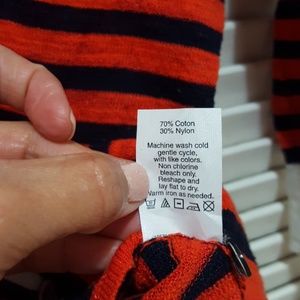 70% Coton
30% Nylon
Machine wash cold
gentle cycle,
with like colors.
Non chlorine
bleach only.
Reshape and
lay flat to dry.
Warm iron as needed.